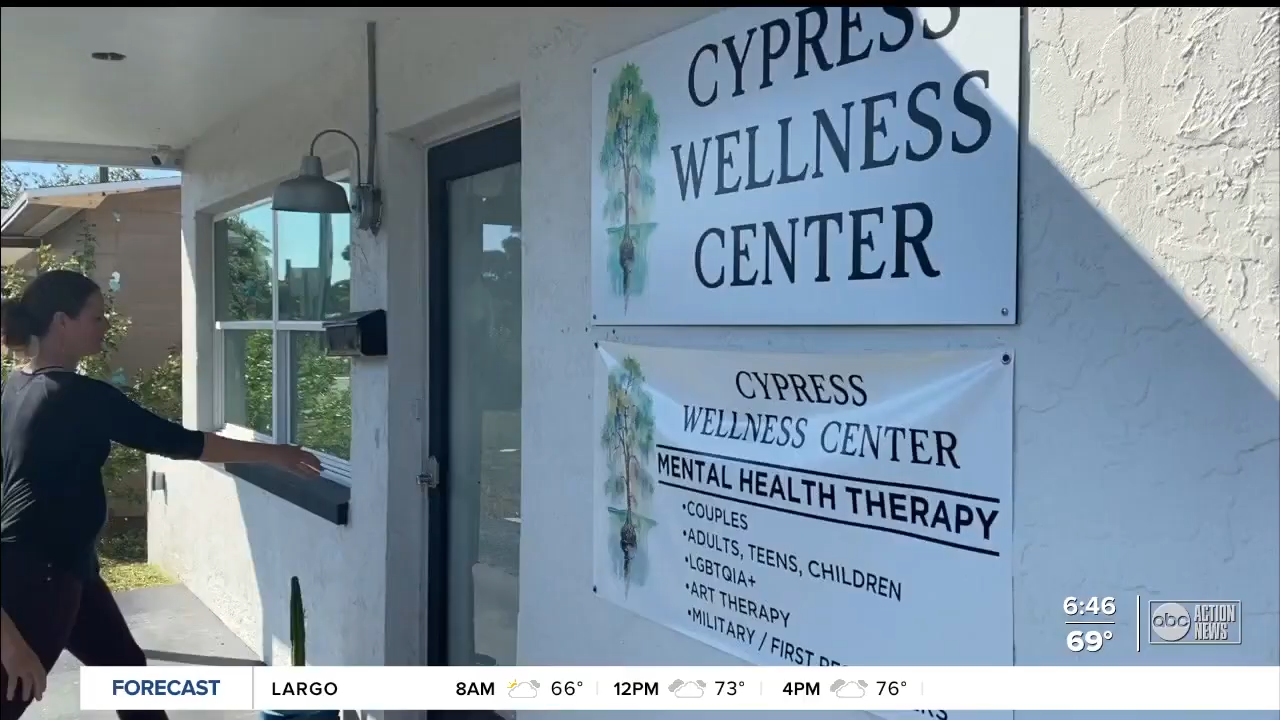 CYPRESS
WELLNESS
CENTER
CYPRESS
WELLNESS CENTER
MENTAL HEALTH THERAPY
•COUPLES
•ADULTS, TEENS, CHILDREN
•LGBTQIA+
•ART THERAPY
•MILITARY / FIRST
6:46
69°
abc ACTION NEWS
FORECAST LARGO 8AM 66° 12PM 73° 4PM 76°